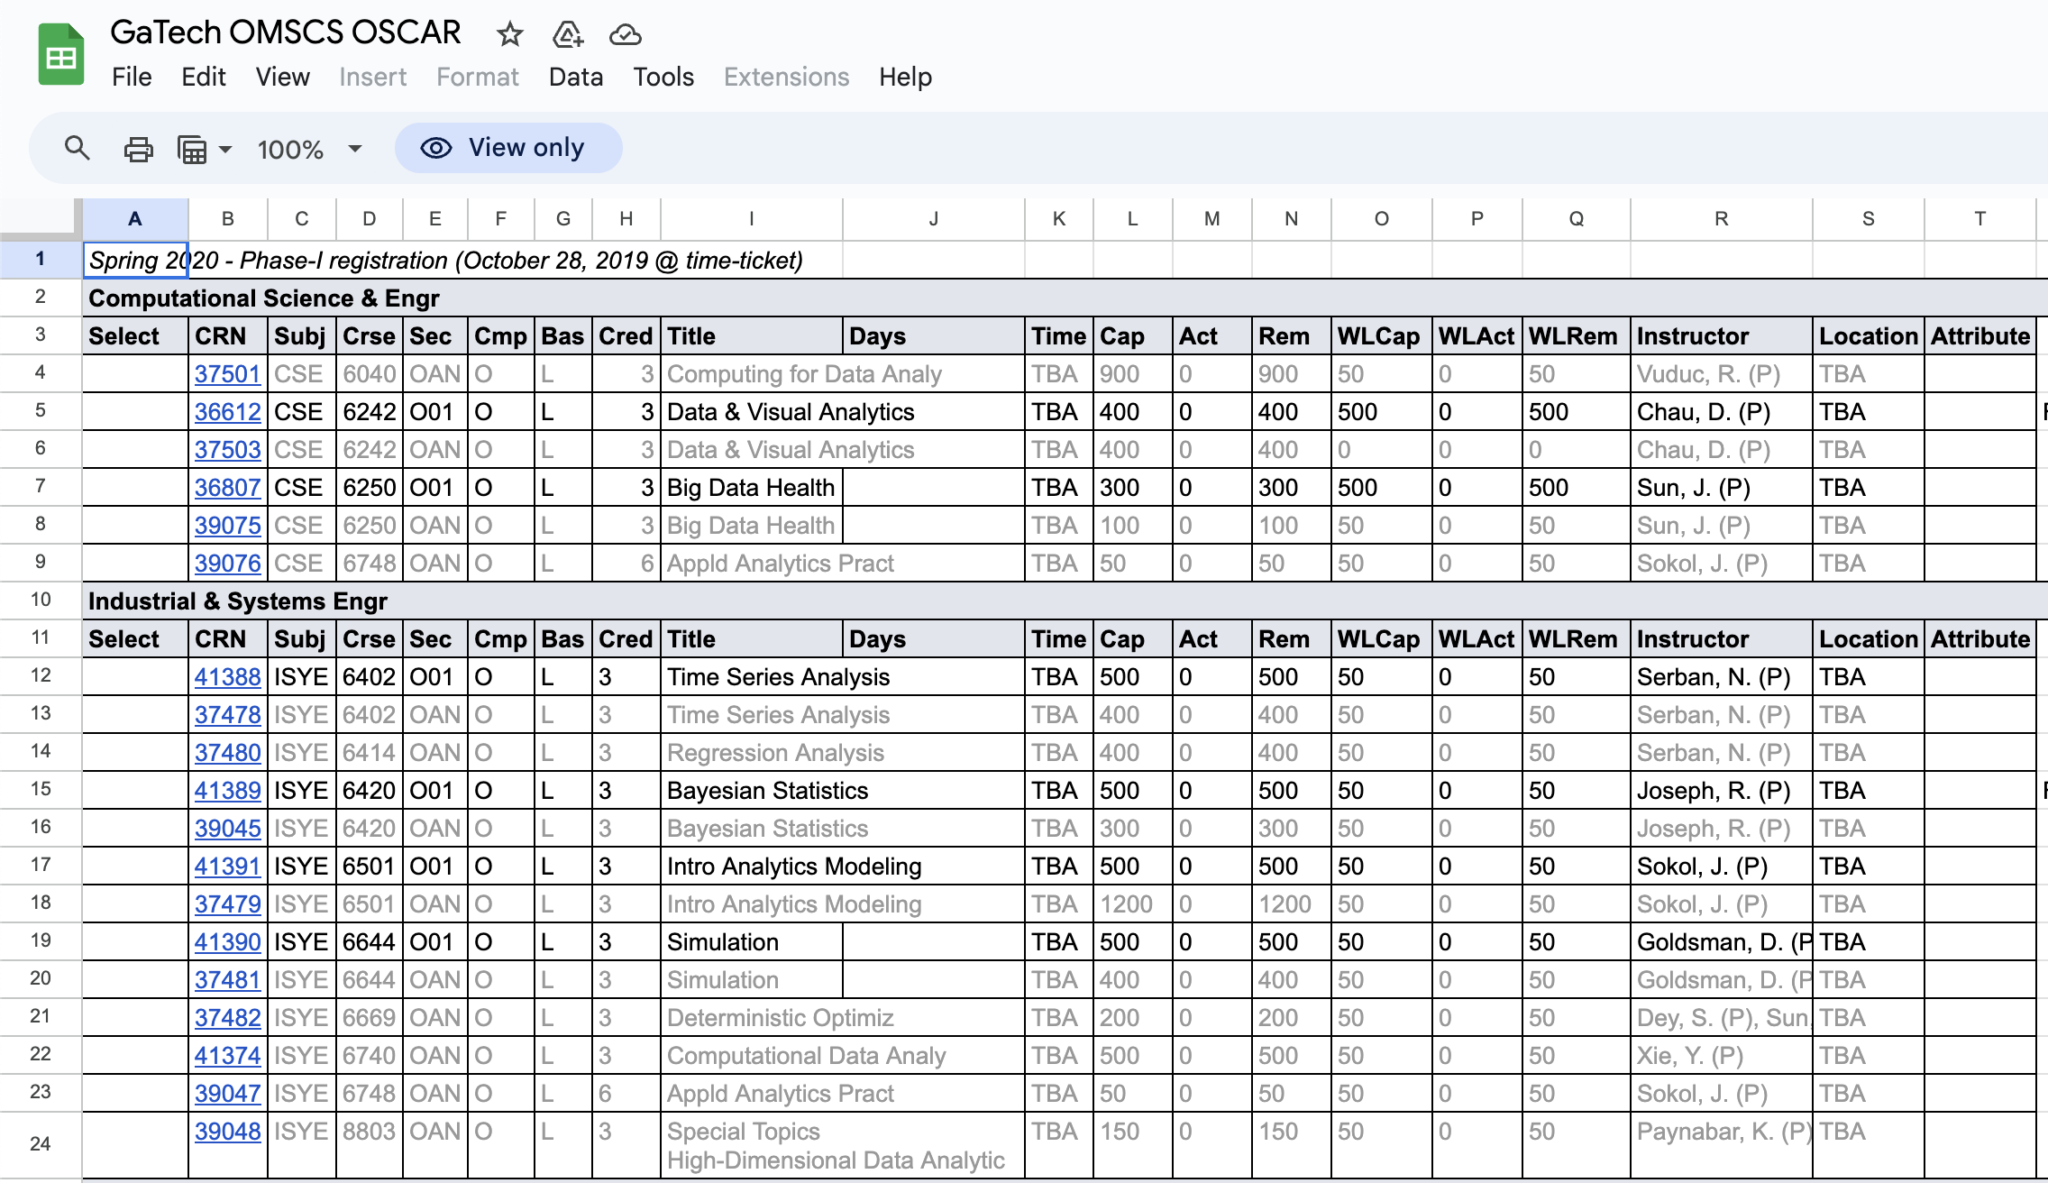 GaTech OMSCS OSCAR
File Edit View Insert Format Data Tools Extensions Help
100% View only
A B C D E F G H I J K L M N O P Q R S T
1 Spring 2020 - Phase-I registration (October 28, 2019 @ time-ticket)
2 Computational Science & Engr
3 Select CRN Subj Crse Sec Cmp Bas Cred Title Days Time Cap Act Rem WLCap WLAct WLRem Instructor Location Attribute
4 37501 CSE 6040 OAN O L 3 Computing for Data Analy TBA 900 0 900 50 0 50 Vuduc, R. (P) TBA
5 36612 CSE 6242 O01 O L 3 Data & Visual Analytics TBA 400 0 400 500 0 500 Chau, D. (P) TBA
6 37503 CSE 6242 OAN O L 3 Data & Visual Analytics TBA 400 0 400 0 0 0 Chau, D. (P) TBA
7 36807 CSE 6250 O01 O L 3 Big Data Health TBA 300 0 300 500 0 500 Sun, J. (P) TBA
8 39075 CSE 6250 OAN O L 3 Big Data Health TBA 100 0 100 50 0 50 Sun, J. (P) TBA
9 39076 CSE 6748 OAN O L 6 Appld Analytics Pract TBA 50 0 50 50 0 50 Sokol, J. (P) TBA
10 Industrial & Systems Engr
11 Select CRN Subj Crse Sec Cmp Bas Cred Title Days Time Cap Act Rem WLCap WLAct WLRem Instructor Location Attribute
12 41388 ISYE 6402 O01 O L 3 Time Series Analysis TBA 500 0 500 50 0 50 Serban, N. (P) TBA
13 37478 ISYE 6402 OAN O L 3 Time Series Analysis TBA 400 0 400 50 0 50 Serban, N. (P) TBA
14 37480 ISYE 6414 OAN O L 3 Regression Analysis TBA 400 0 400 50 0 50 Serban, N. (P) TBA
15 41389 ISYE 6420 O01 O L 3 Bayesian Statistics TBA 500 0 500 50 0 50 Joseph, R. (P) TBA
16 39045 ISYE 6420 OAN O L 3 Bayesian Statistics TBA 300 0 300 50 0 50 Joseph, R. (P) TBA
17 41391 ISYE 6501 O01 O L 3 Intro Analytics Modeling TBA 500 0 500 50 0 50 Sokol, J. (P) TBA
18 37479 ISYE 6501 OAN O L 3 Intro Analytics Modeling TBA 1200 0 1200 50 0 50 Sokol, J. (P) TBA
19 41390 ISYE 6644 O01 O L 3 Simulation TBA 500 0 500 50 0 50 Goldsman, D. (P TBA
20 37481 ISYE 6644 OAN O L 3 Simulation TBA 400 0 400 50 0 50 Goldsman, D. (P TBA
21 37482 ISYE 6669 OAN O L 3 Deterministic Optimiz TBA 200 0 200 50 0 50 Dey, S. (P), Sun, TBA
22 41374 ISYE 6740 OAN O L 3 Computational Data Analy TBA 500 0 500 50 0 50 Xie, Y. (P) TBA
23 39047 ISYE 6748 OAN O L 6 Appld Analytics Pract TBA 50 0 50 50 0 50 Sokol, J. (P) TBA
24 39048 ISYE 8803 OAN O L 3 Special Topics TBA 150 0 150 50 0 50 Paynabar, K. (P) TBA
High-Dimensional Data Analytic